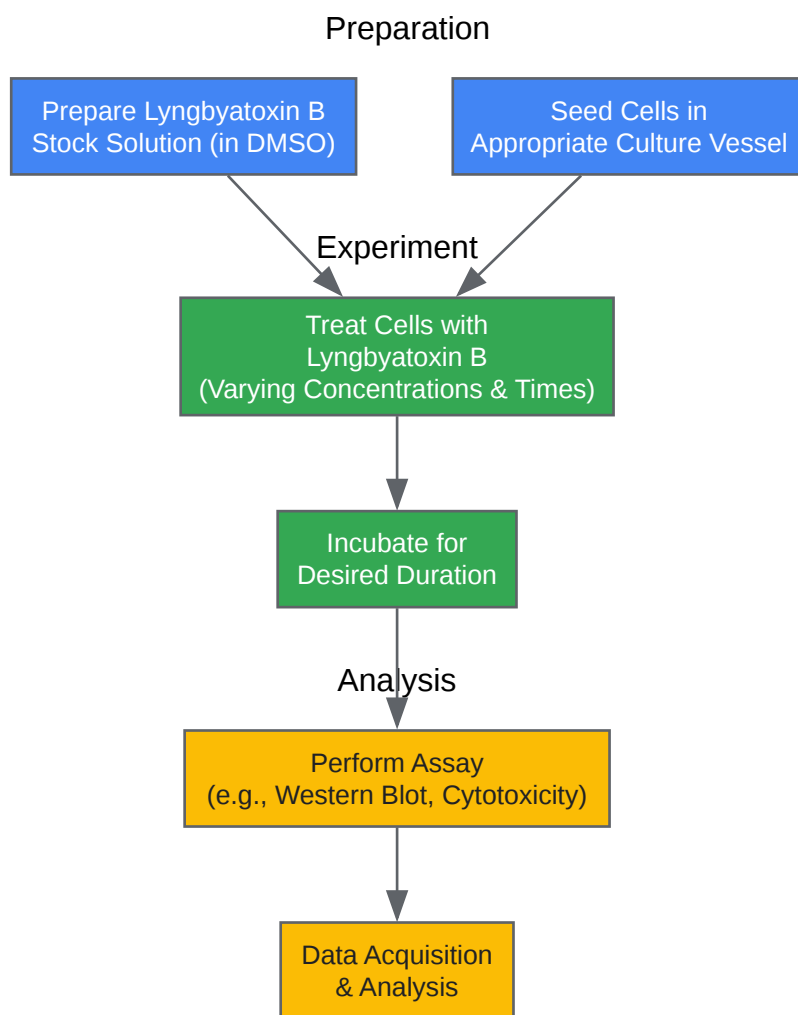 Preparation
Prepare Lyngbyatoxin B
Stock Solution (in DMSO)
Seed Cells in
Appropriate Culture Vessel
Experiment
Treat Cells with
Lyngbyatoxin B
(Varying Concentrations & Times)
Incubate for
Desired Duration
Analysis
Perform Assay
(e.g., Western Blot, Cytotoxicity)
Data Acquisition
& Analysis